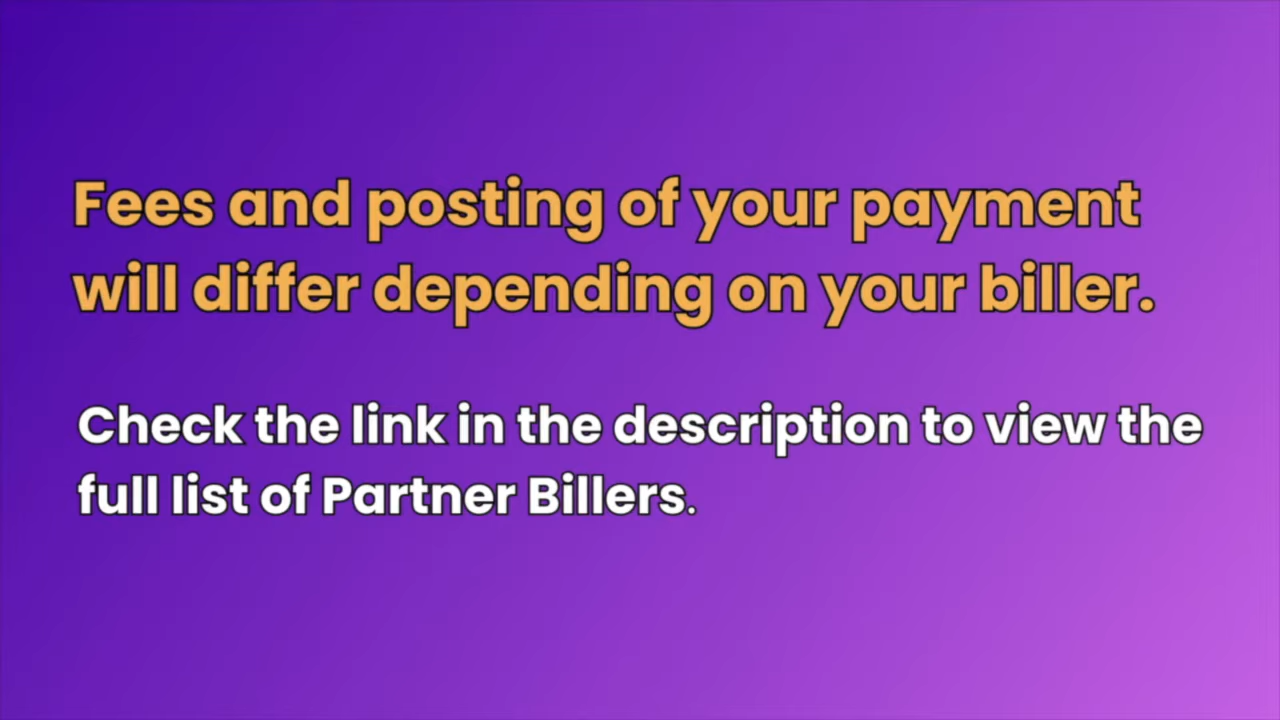 Fees and posting of your payment
will differ depending on your biller.
Check the link in the description to view the
full list of Partner Billers.